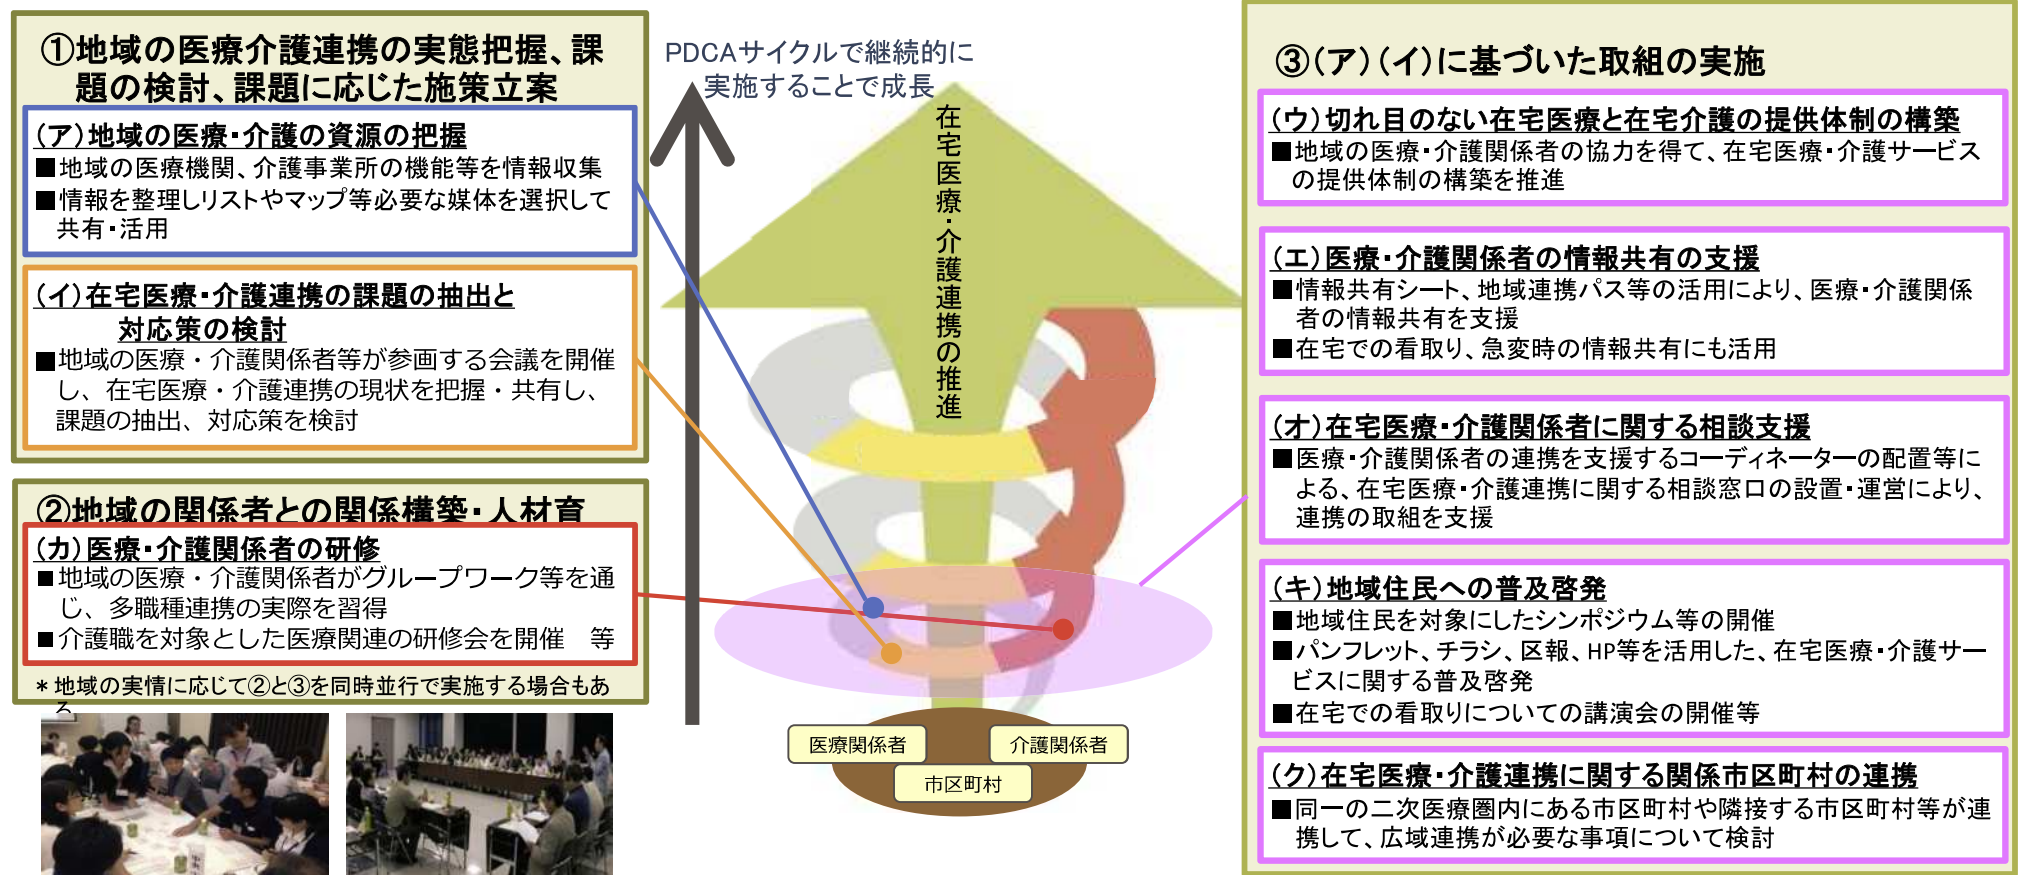 ①地域の医療介護連携の実態把握、課
題の検討、課題に応じた施策立案
(ア)地域の医療・介護の資源の把握
■地域の医療機関、介護事業所の機能等を情報収集
■情報を整理しリストやマップ等必要な媒体を選択して
共有・活用
(イ)在宅医療・介護連携の課題の抽出と
対応策の検討
■地域の医療・介護関係者等が参画する会議を開催
し、在宅医療・介護連携の現状を把握・共有し、
課題の抽出、対応策を検討
②地域の関係者との関係構築・人材育
(カ)医療・介護関係者の研修
■地域の医療・介護関係者がグループワーク等を通
じ、多職種連携の実際を習得
■介護職を対象とした医療関連の研修会を開催　等
*地域の実情に応じて②と③を同時並行で実施する場合もあ
る
PDCAサイクルで継続的に
実施することで成長
在宅医療・介護連携の推進
医療関係者
介護関係者
市区町村
③(ア)(イ)に基づいた取組の実施
(ウ)切れ目のない在宅医療と在宅介護の提供体制の構築
■地域の医療・介護関係者の協力を得て、在宅医療・介護サービス
の提供体制の構築を推進
(エ)医療・介護関係者の情報共有の支援
■情報共有シート、地域連携パス等の活用により、医療・介護関係
者の情報共有を支援
■在宅での看取り、急変時の情報共有にも活用
(オ)在宅医療・介護関係者に関する相談支援
■医療・介護関係者の連携を支援するコーディネーターの配置等に
よる、在宅医療・介護連携に関する相談窓口の設置・運営により、
連携の取組を支援
(キ)地域住民への普及啓発
■地域住民を対象にしたシンポジウム等の開催
■パンフレット、チラシ、区報、HP等を活用した、在宅医療・介護サー
ビスに関する普及啓発
■在宅での看取りについての講演会の開催等
(ク)在宅医療・介護連携に関する関係市区町村の連携
■同一の二次医療圏内にある市区町村や隣接する市区町村等が連
携して、広域連携が必要な事項について検討